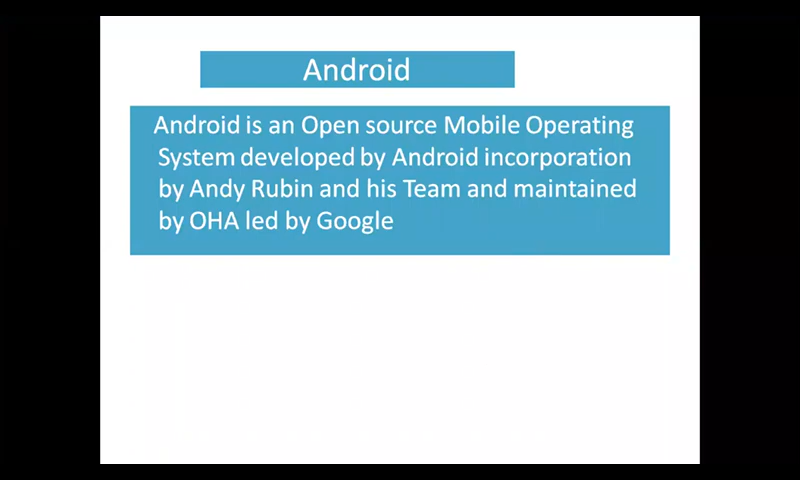 Android
Android is an Open source Mobile Operating
System developed by Android incorporation
by Andy Rubin and his Team and maintained
by OHA led by Google